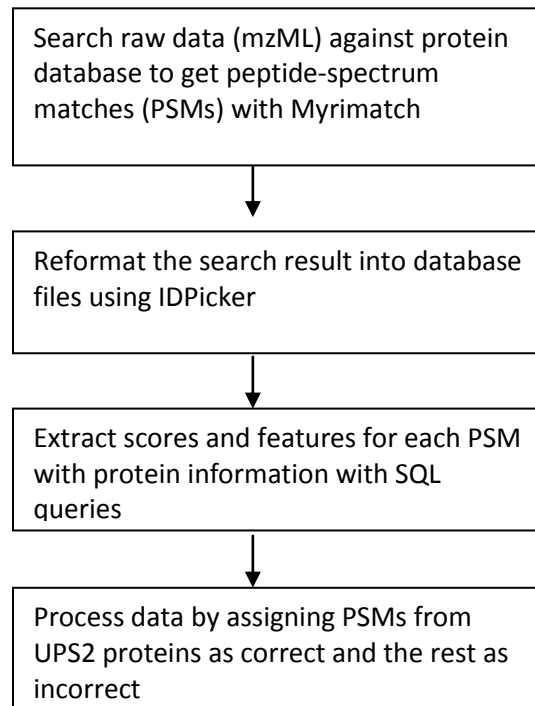 Search raw data (mzML) against protein
database to get peptide-spectrum
matches (PSMs) with Myrimatch
Reformat the search result into database
files using IDPicker
Extract scores and features for each PSM
with protein information with SQL
queries
Process data by assigning PSMs from
UPS2 proteins as correct and the rest as
incorrect